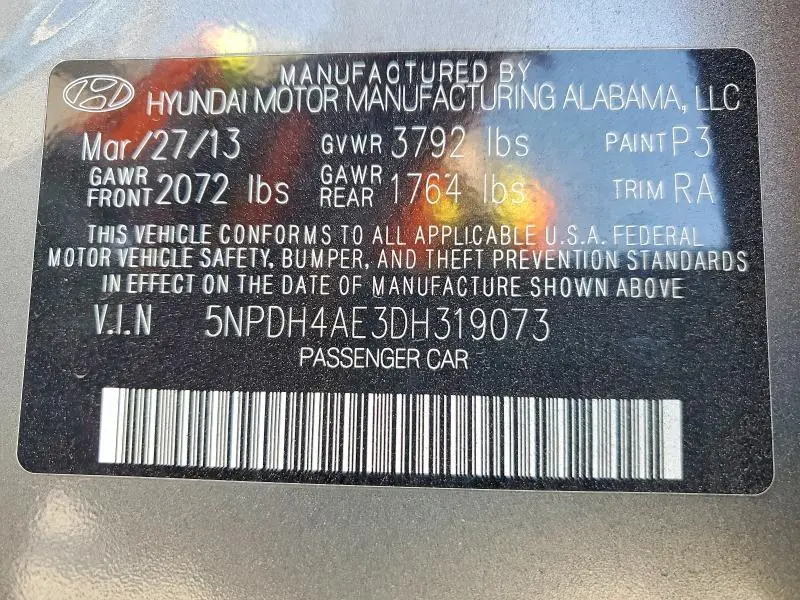 MANUFACTURED BY
HYUNDAI MOTOR MANUFACTURING ALABAMA, LLC
Mar/27/13 GVWR 3792 lbs PAINT P3
GAWR FRONT 2072 lbs GAWR REAR 1764 lbs TRIM RA
THIS VEHICLE CONFORMS TO ALL APPLICABLE U.S.A. FEDERAL
MOTOR VEHICLE SAFETY, BUMPER, AND THEFT PREVENTION STANDARDS
IN EFFECT ON THE DATE OF MANUFACTURE SHOWN ABOVE
V.I.N 5NPDH4AE3DH319073
PASSENGER CAR